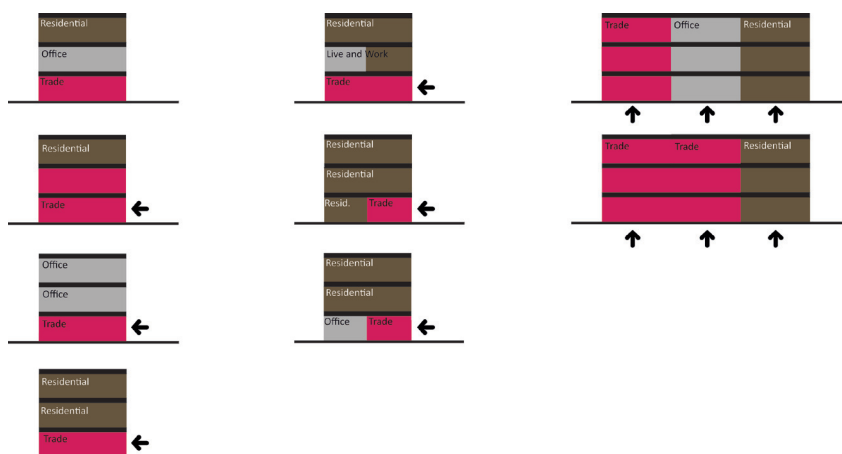 Residential
Office
Trade
Residential
Live and Work
Trade
Trade Office Residential
Residential
Trade
Residential
Residential
Resid. Trade
Trade Trade Residential
Office
Office
Trade
Residential
Residential
Office Trade
Residential
Residential
Trade